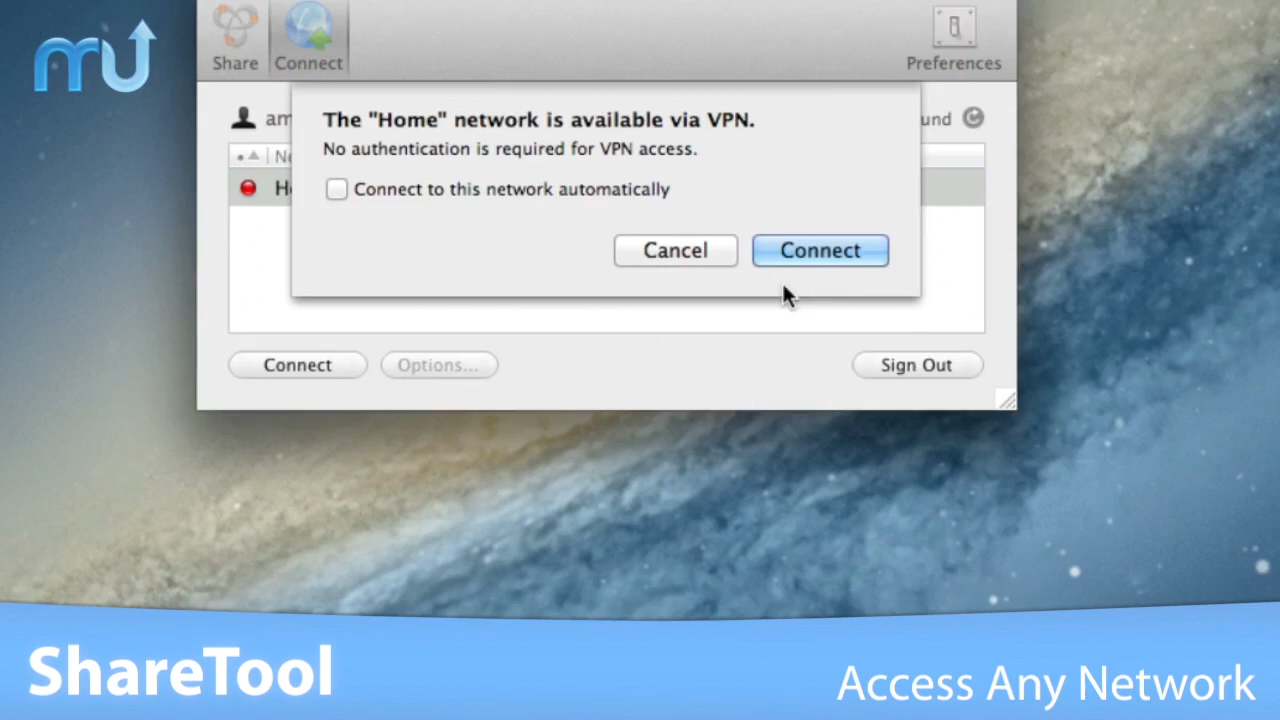 mu
Share
Connect
Preferences
The "Home" network is available via VPN.
No authentication is required for VPN access.
Connect to this network automatically
Cancel
Connect
Connect
Options...
Sign Out
ShareTool
Access Any Network